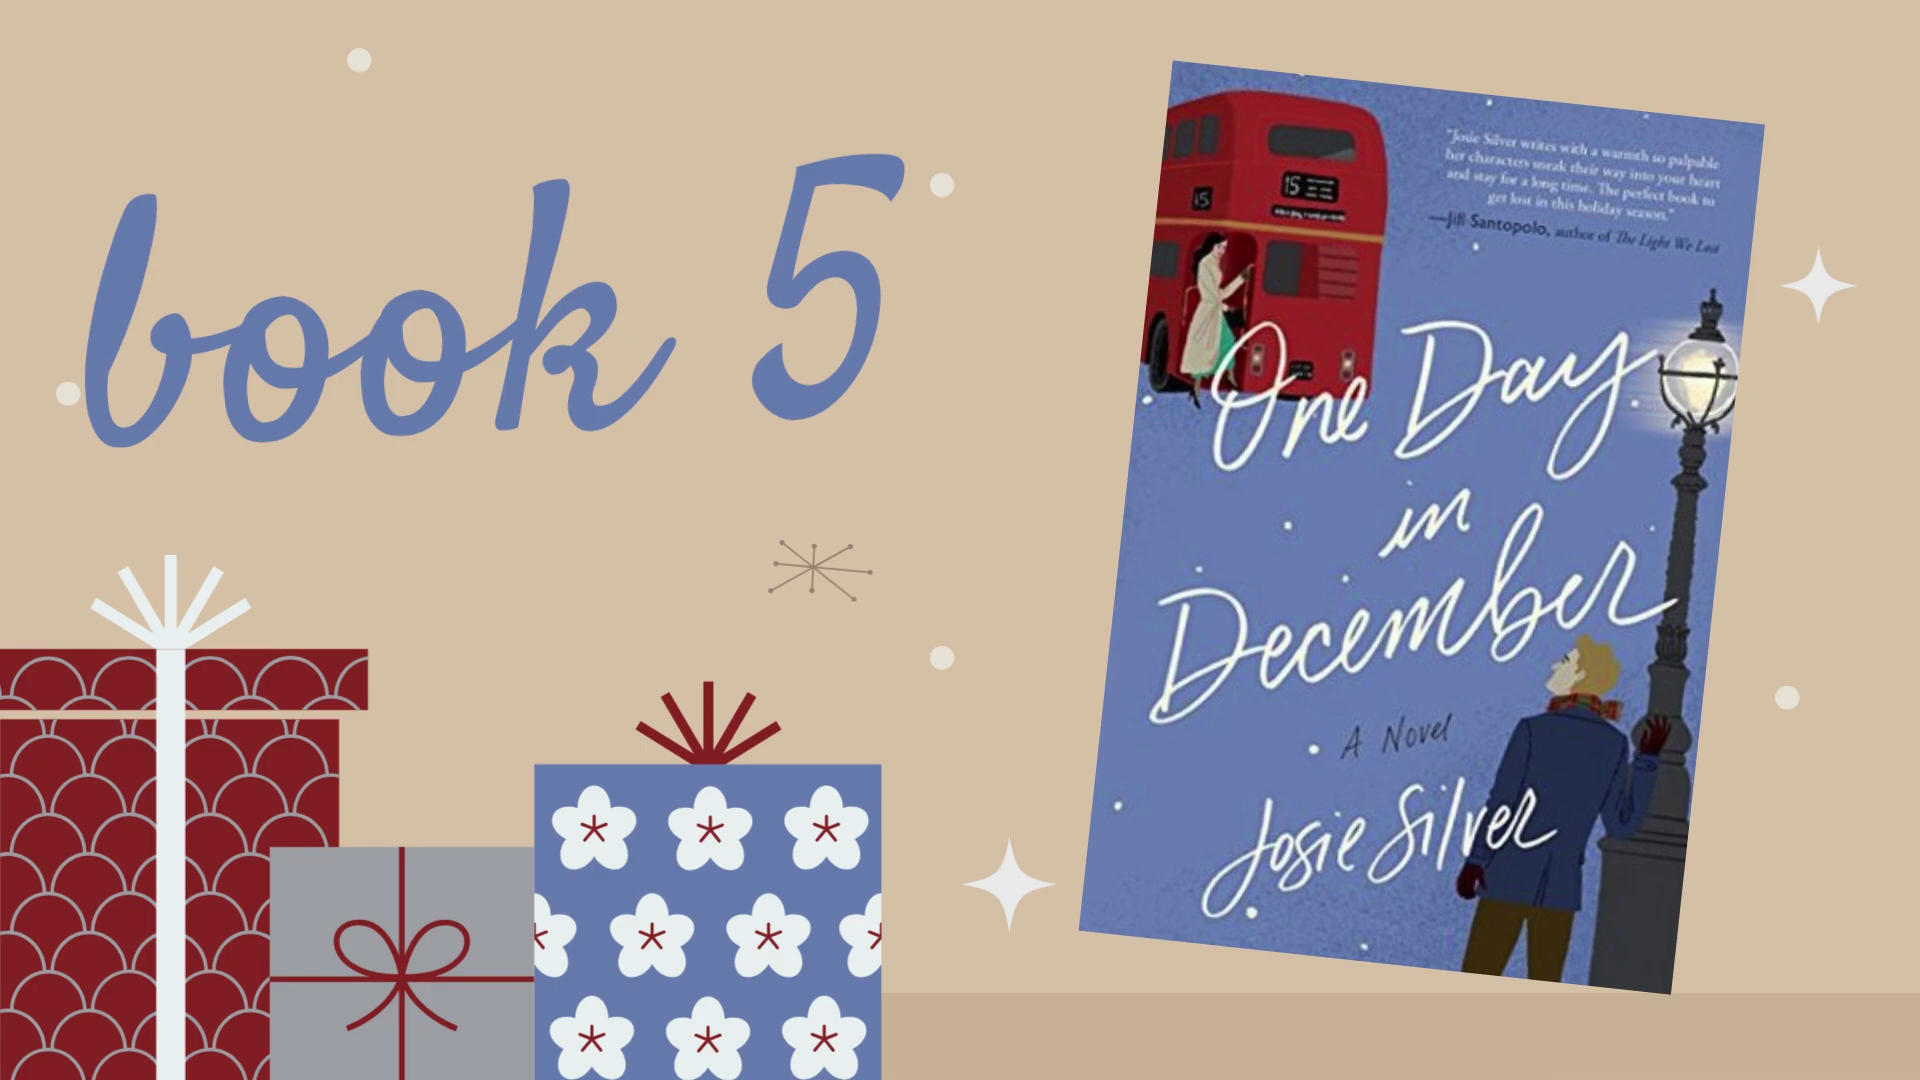 book 5
15
15
"Josie Silver writes with a warmth so palpable
her characters sneak their way into your heart
and stay for a long time. The perfect book to
get lost in this holiday season."
—Jill Santopolo, author of The Light We Lost
One Day
in
December
A Novel
Josie Silver